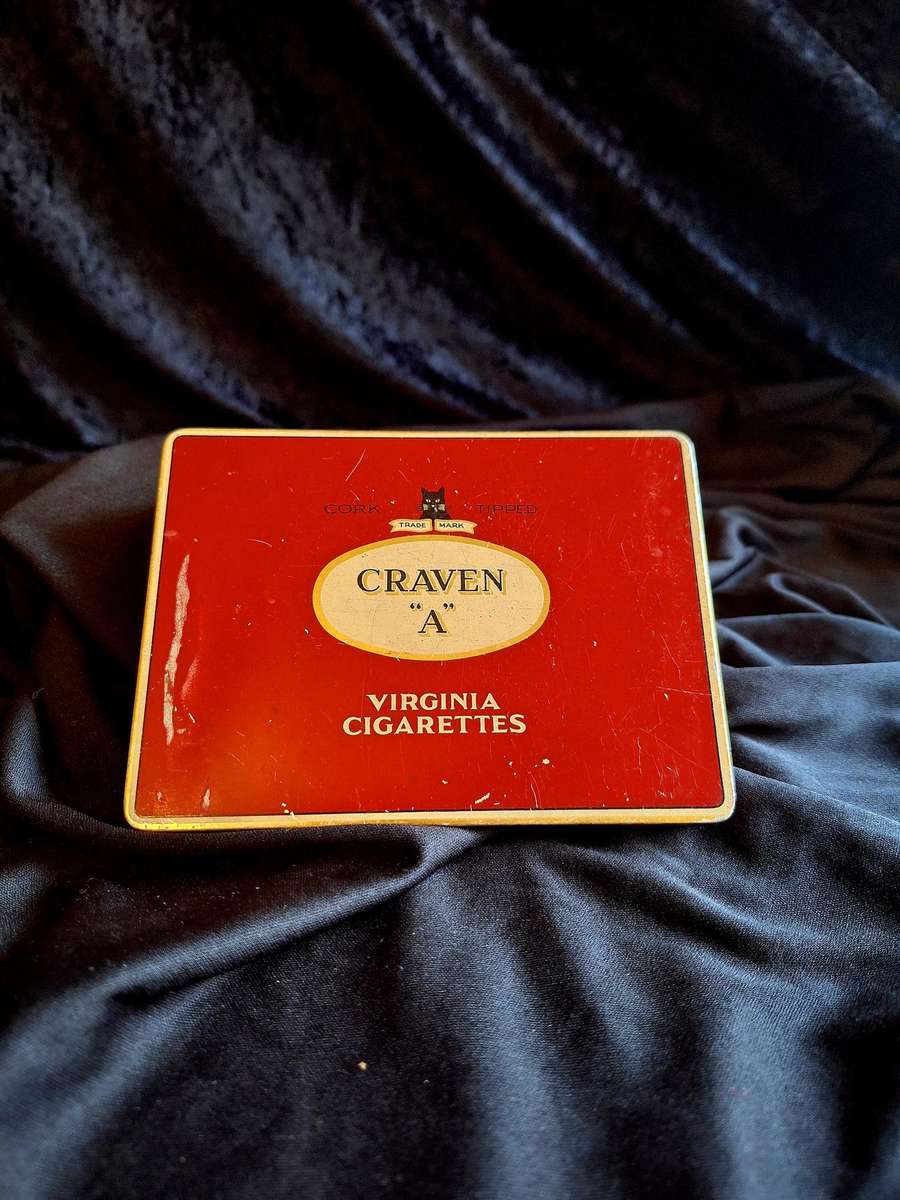 CORK TIPPED
TRADE MARK
CRAVEN
“A”
VIRGINIA
CIGARETTES